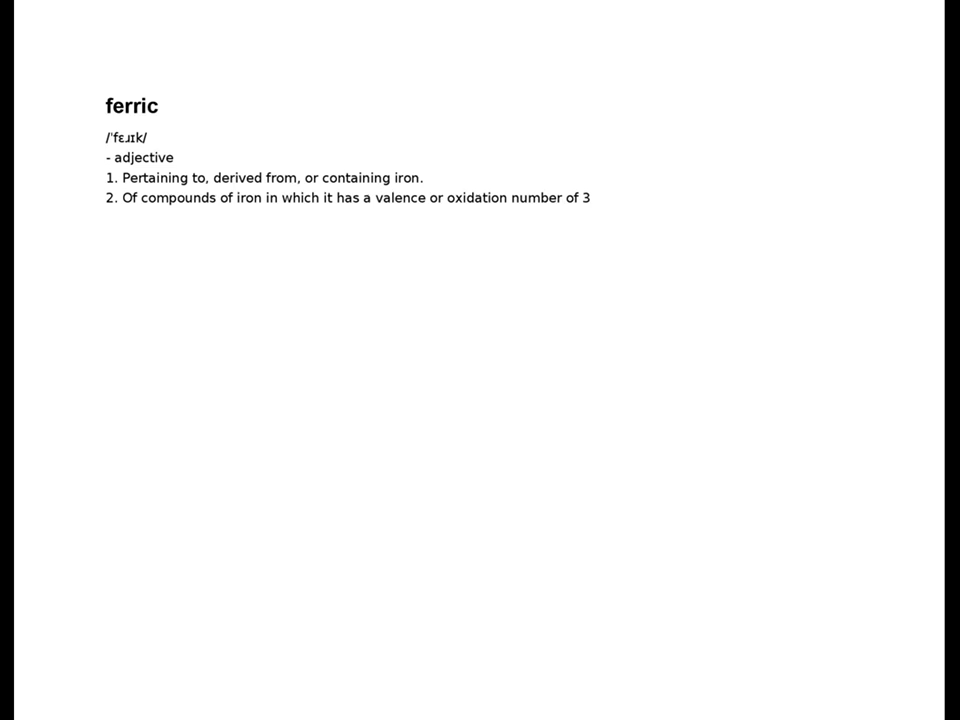 ferric
/ˈfɛɹɪk/
- adjective
1. Pertaining to, derived from, or containing iron.
2. Of compounds of iron in which it has a valence or oxidation number of 3